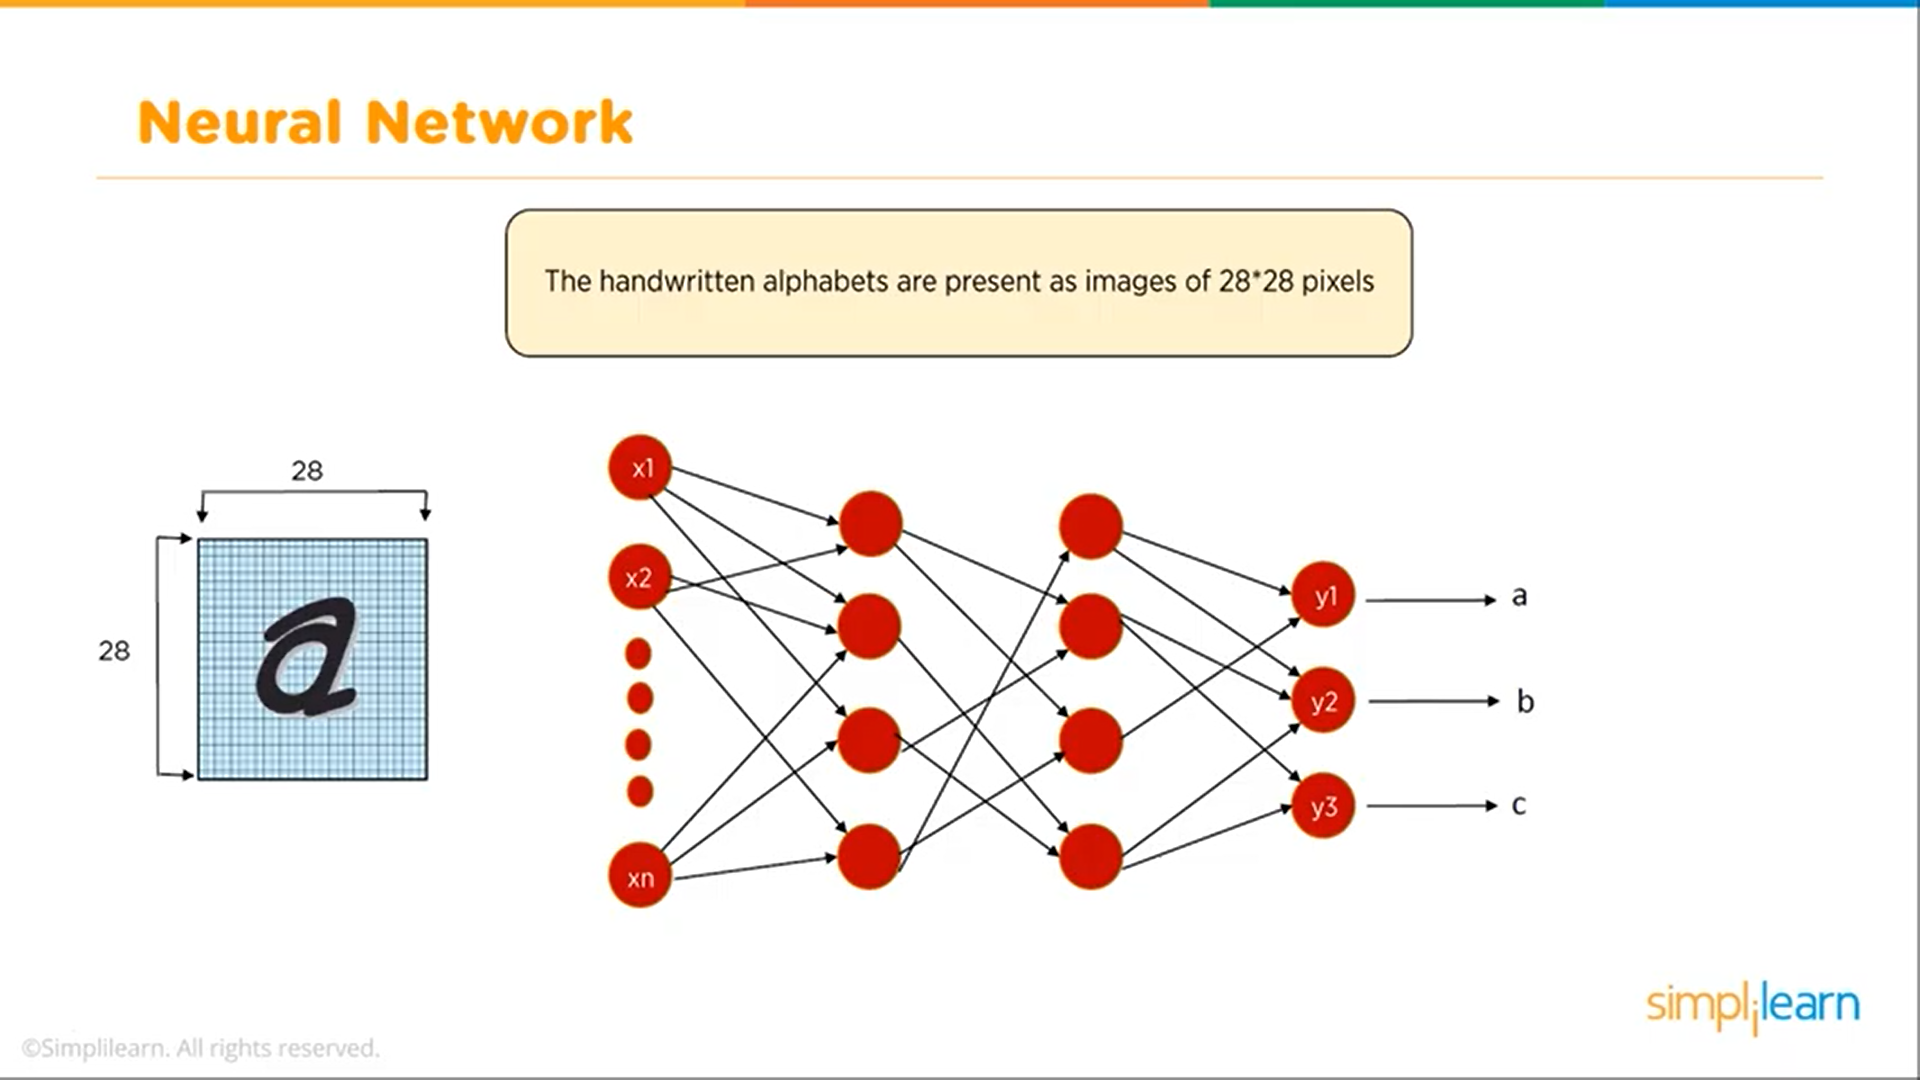 Neural Network
The handwritten alphabets are present as images of 28*28 pixels
28
28
a
x1
x2
xn
y1
y2
y3
a
b
c
simplilearn
©Simplilearn. All rights reserved.